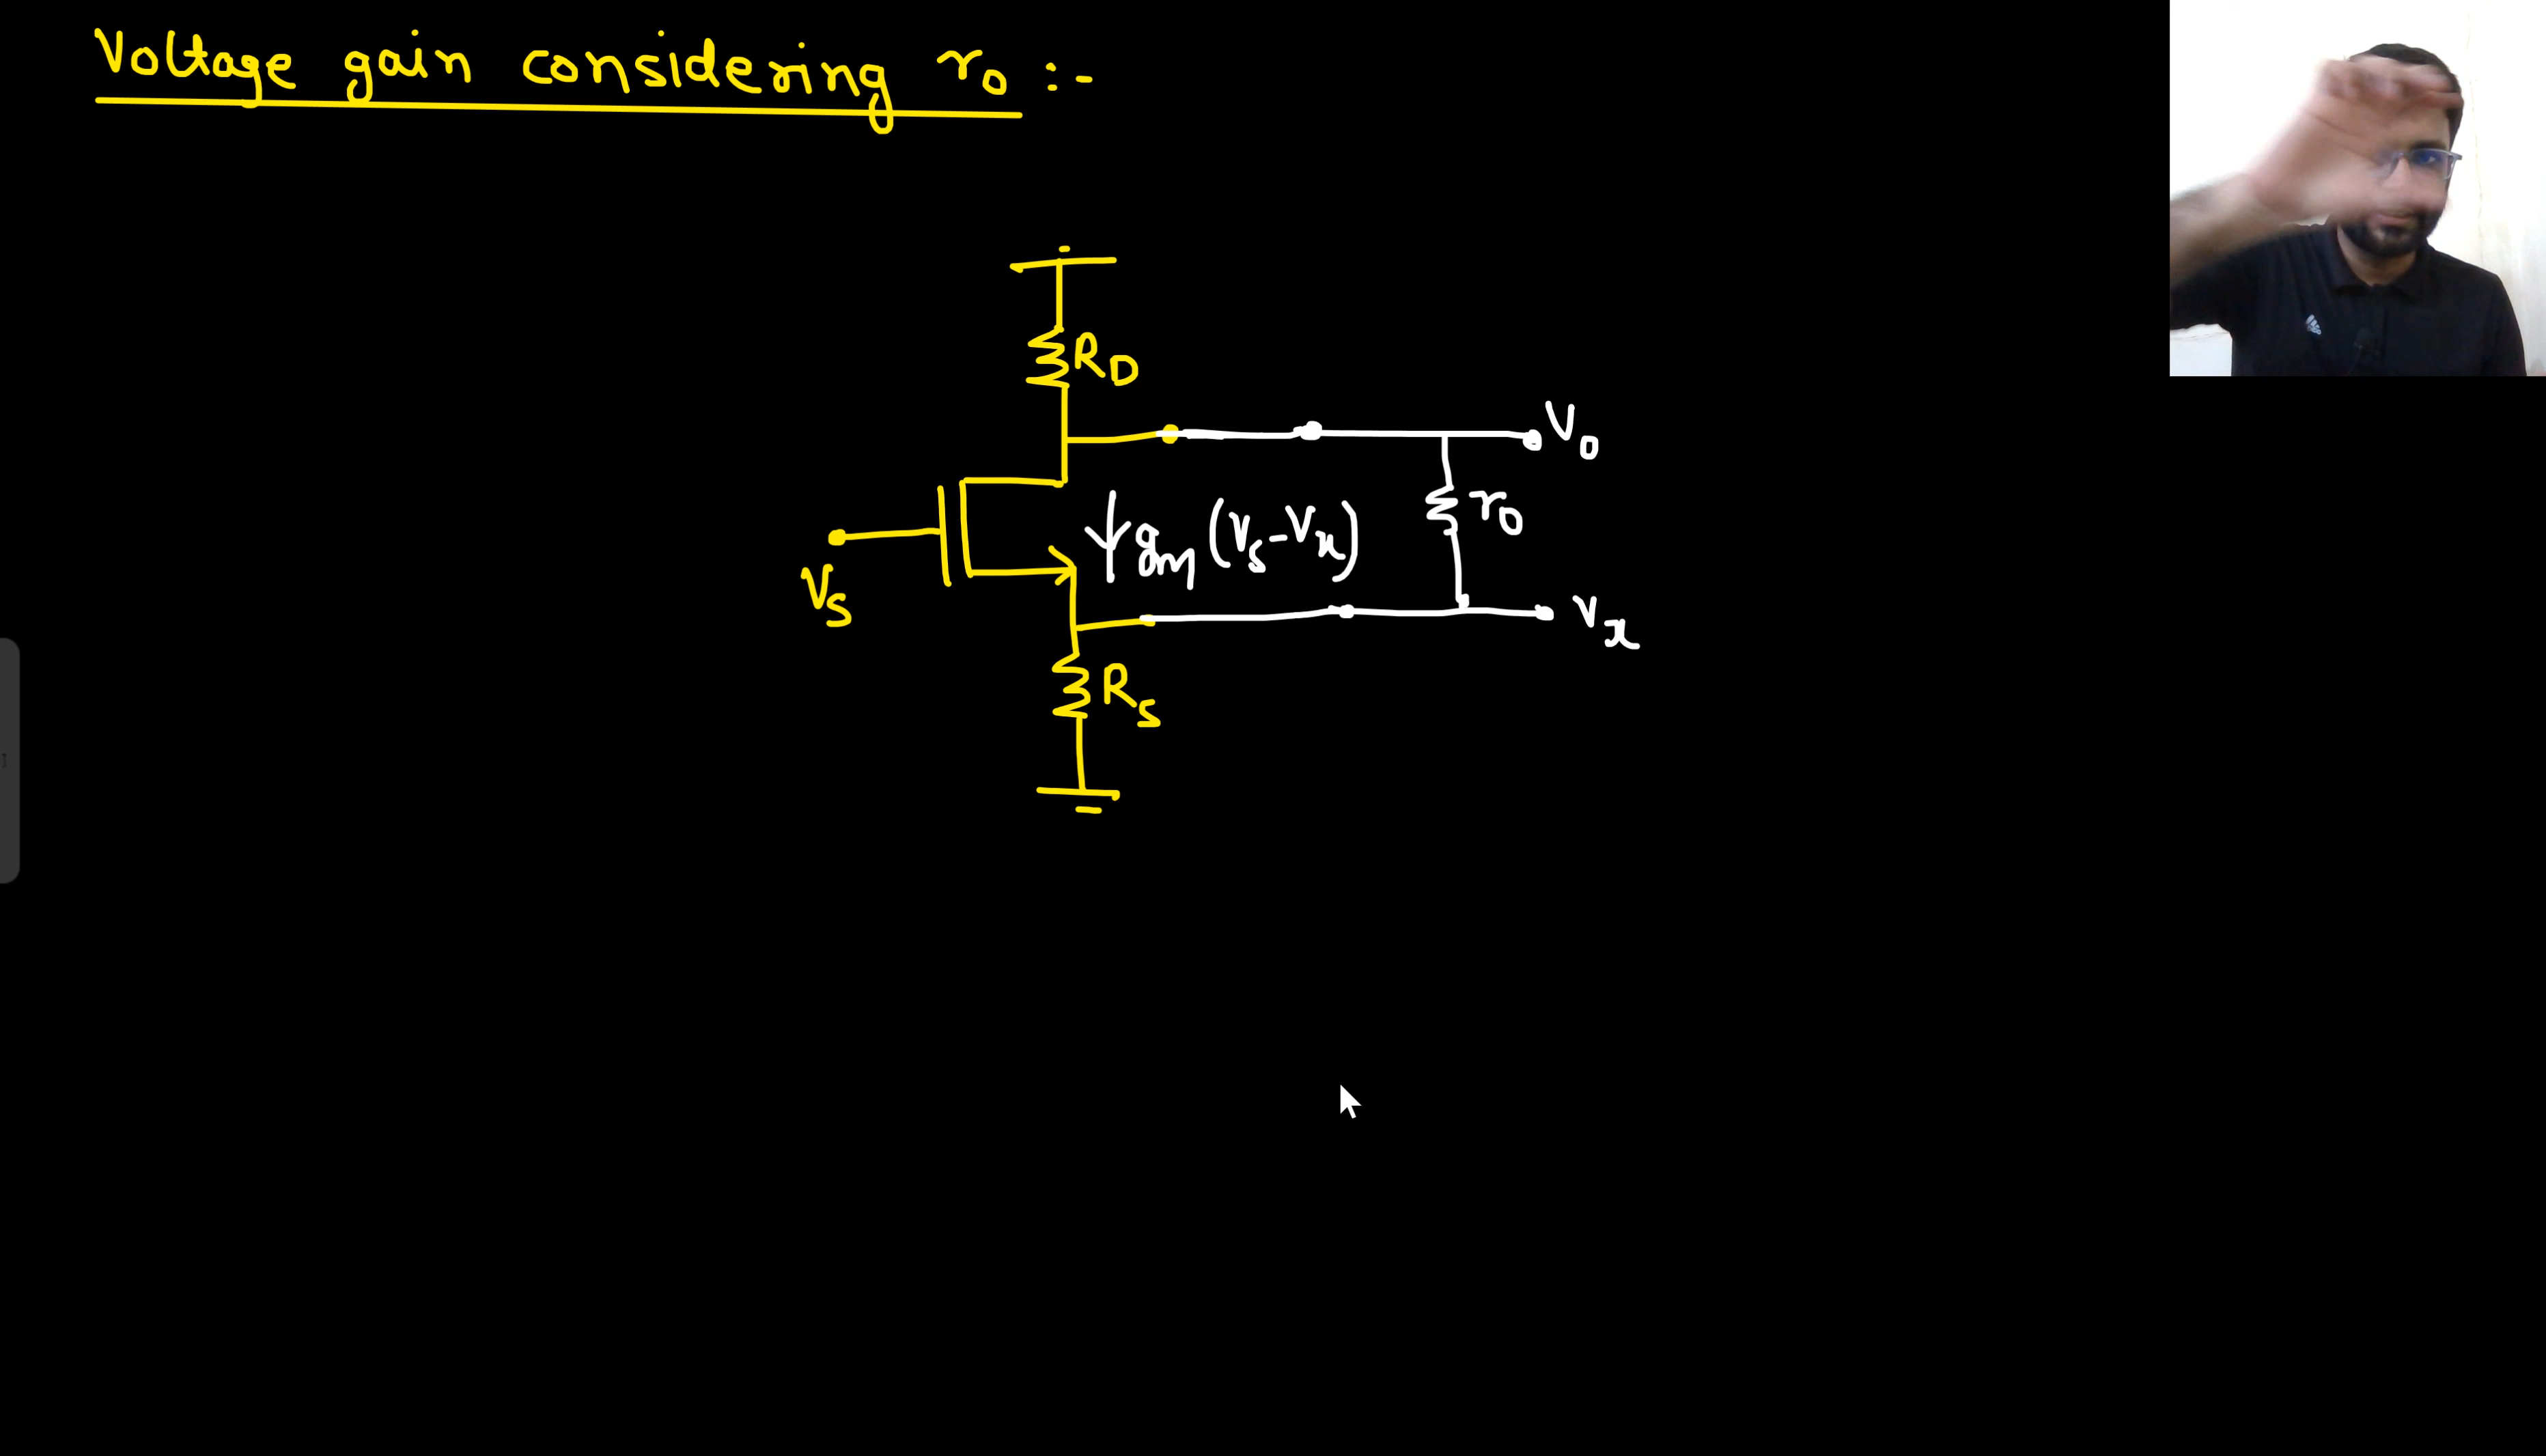 Voltage gain considering r₀ :-
R_D
V₀
g_m (V_s - V_x)
r₀
V_s
V_x
R_s